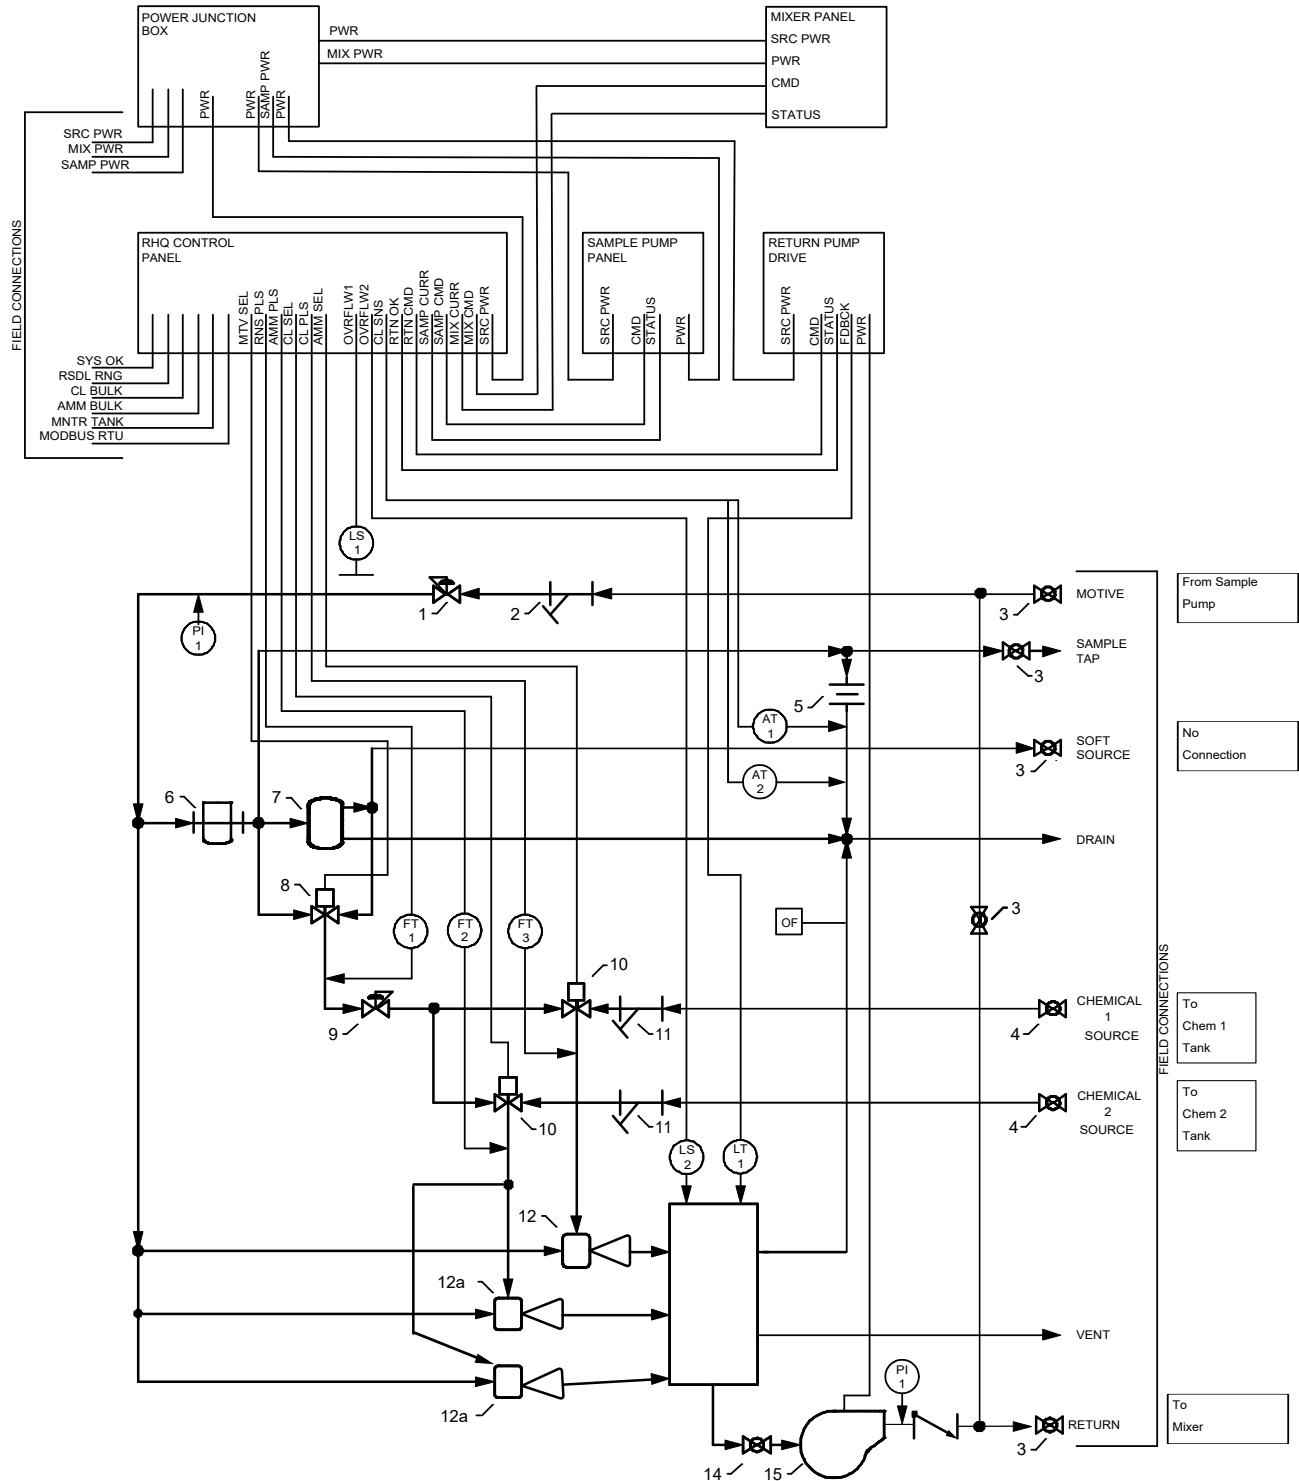 POWER JUNCTION
BOX
PWR
SAMP PWR
PWR
PWR
PWR
MIX PWR
MIXER PANEL
SRC PWR
PWR
CMD
STATUS
FIELD CONNECTIONS
SRC PWR
MIX PWR
SAMP PWR
RHQ CONTROL
PANEL
MTV SEL
RNS PLS
AMM PLS
CL SEL
CL PLS
AMM SEL
OVRFLW1
OVRFLW2
CL SNS
RTN OK
RTN CMD
SAMP CURR
SAMP CMD
MIX CURR
MIX CMD
SRC PWR
SAMPLE PUMP
PANEL
SRC PWR
CMD
STATUS
PWR
RETURN PUMP
DRIVE
SRC PWR
CMD
STATUS
FDBCK
PWR
SYS OK
RSDL RNG
CL BULK
AMM BULK
MNTR TANK
MODBUS RTU
LS
1
1
2
3
MOTIVE
From Sample
Pump
PI
1
SAMPLE
TAP
3
5
AT
1
SOFT
SOURCE
3
No
Connection
AT
2
6
7
DRAIN
8
FT
1
FT
2
FT
3
OF
3
FIELD CONNECTIONS
10
9
11
4
CHEMICAL
1
SOURCE
To
Chem 1
Tank
10
11
4
CHEMICAL
2
SOURCE
To
Chem 2
Tank
LS
2
LT
1
12
12a
12a
VENT
PI
1
3
RETURN
To
Mixer
14
15